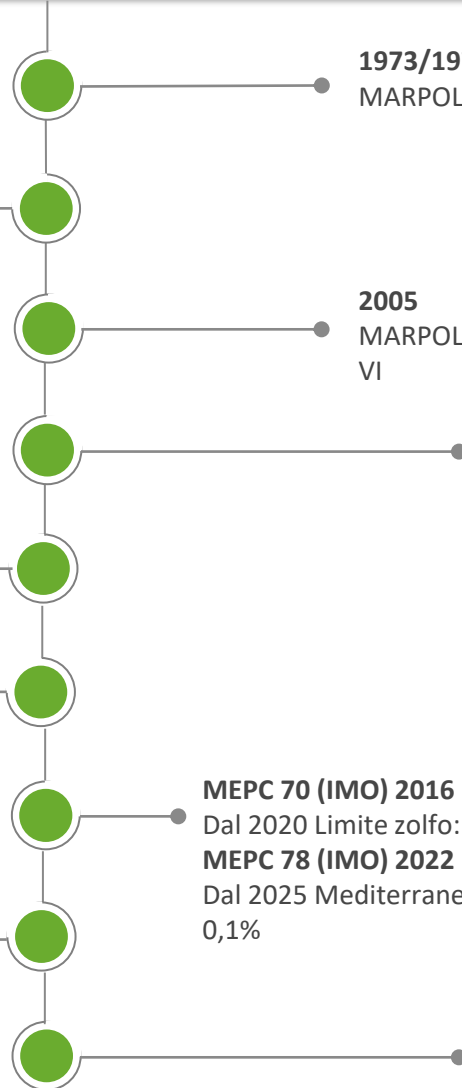 1973/19
MARPOL
2005
MARPOL
VI
MEPC 70 (IMO) 2016
Dal 2020 Limite zolfo:
MEPC 78 (IMO) 2022
Dal 2025 Mediterrane
0,1%